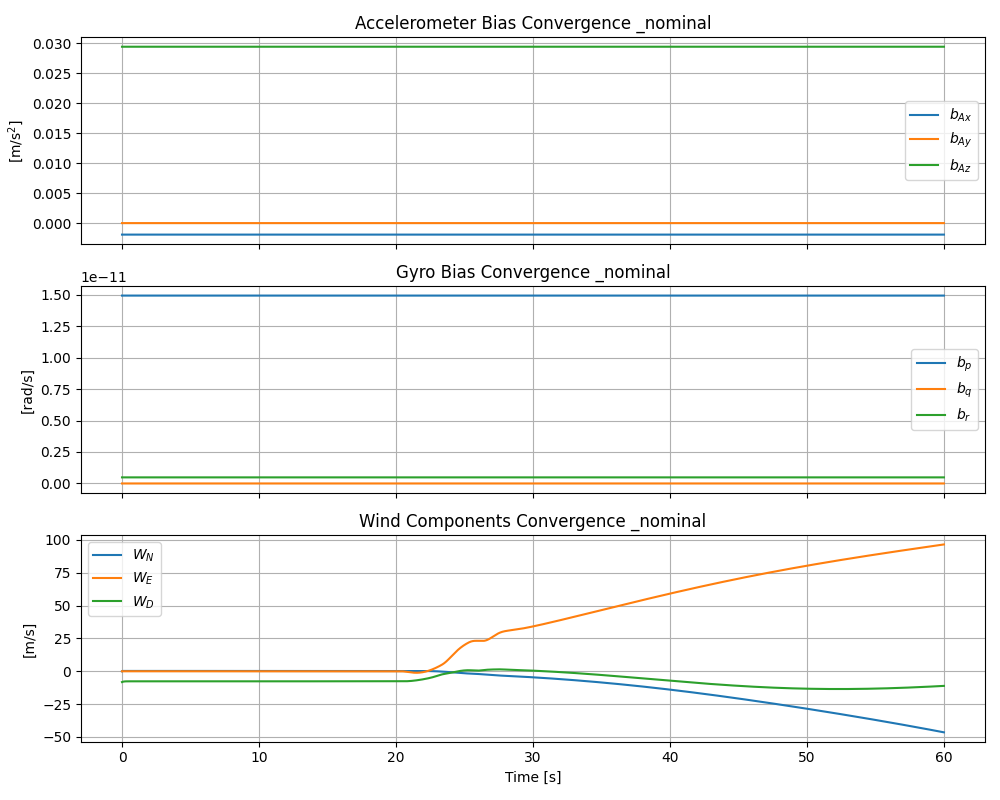 Accelerometer Bias Convergence _nominal
[m/s²]
0.030
0.025
0.020
0.015
0.010
0.005
0.000
b_Ax
b_Ay
b_Az
Gyro Bias Convergence _nominal
1e−11
[rad/s]
1.50
1.25
1.00
0.75
0.50
0.25
0.00
b_p
b_q
b_r
Wind Components Convergence _nominal
[m/s]
100
75
50
25
0
−25
−50
W_N
W_E
W_D
0 10 20 30 40 50 60
Time [s]